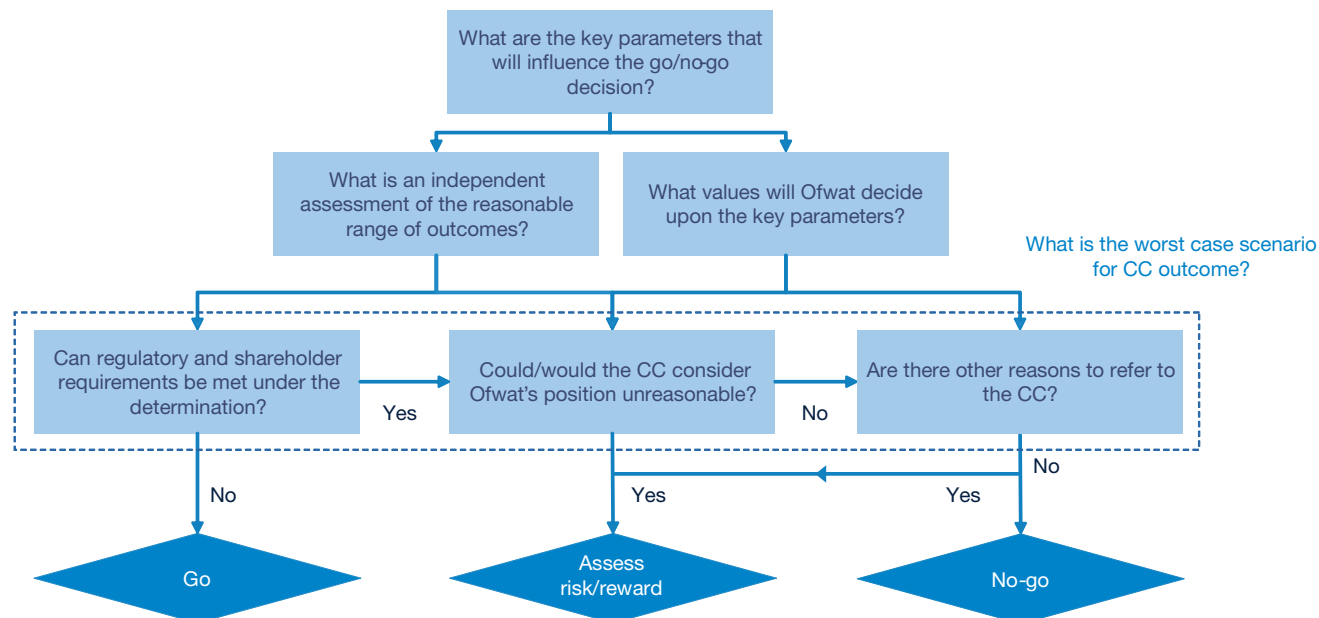 What are the key parameters that
will influence the go/no-go
decision?
What is an independent
assessment of the reasonable
range of outcomes?
What values will Ofwat decide
upon the key parameters?
What is the worst case scenario
for CC outcome?
Can regulatory and shareholder
requirements be met under the
determination?
Yes
Could/would the CC consider
Ofwat's position unreasonable?
No
Are there other reasons to refer to
the CC?
No
Yes
Yes
No
Go
Assess
risk/reward
No-go